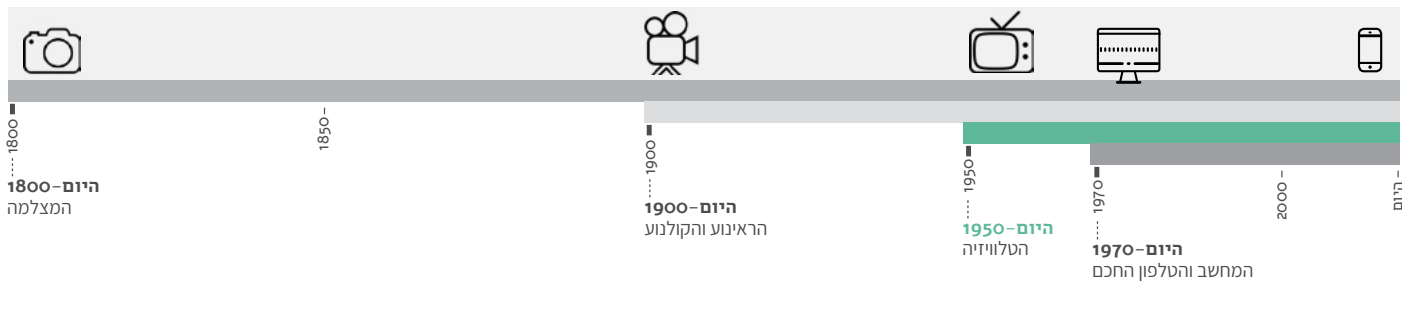 1800
1850
1900
1950
1970
2000
היום
1800–היום
המצלמה
1900–היום
הראינוע והקולנוע
1950–היום
הטלוויזיה
1970–היום
המחשב והטלפון החכם